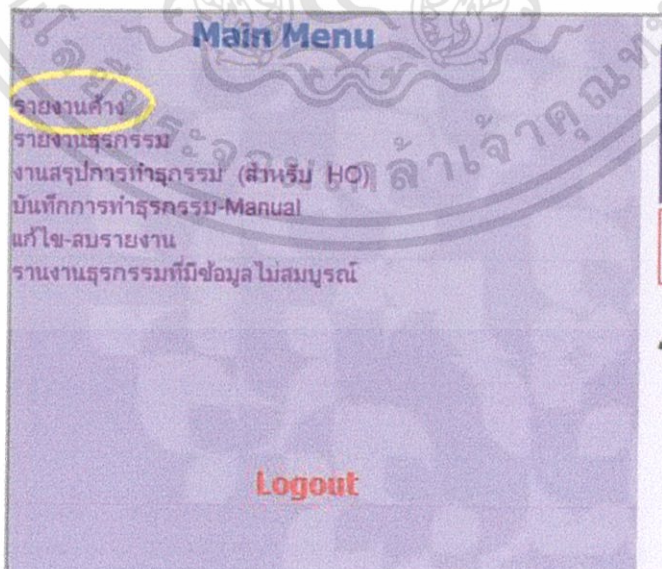 Main Menu
รายงานค้าง
รายงานธุรกรรม
งานสรุปการทำธุกรรม (สำหรับ HO)
บันทึกการทำธุรกรรม-Manual
แก้ไข-ลบรายงาน
รานงานธุรกรรมที่มีข้อมูลไม่สมบูรณ์
Logout